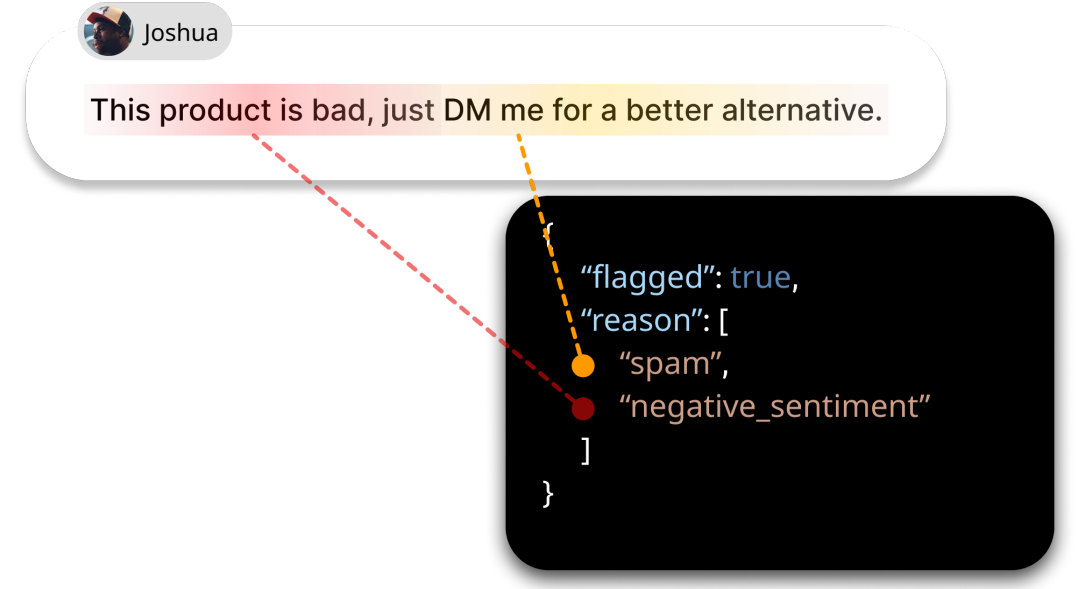 Joshua
This product is bad, just DM me for a better alternative.
{
“flagged”: true,
“reason”: [
“spam”,
“negative_sentiment”
]
}